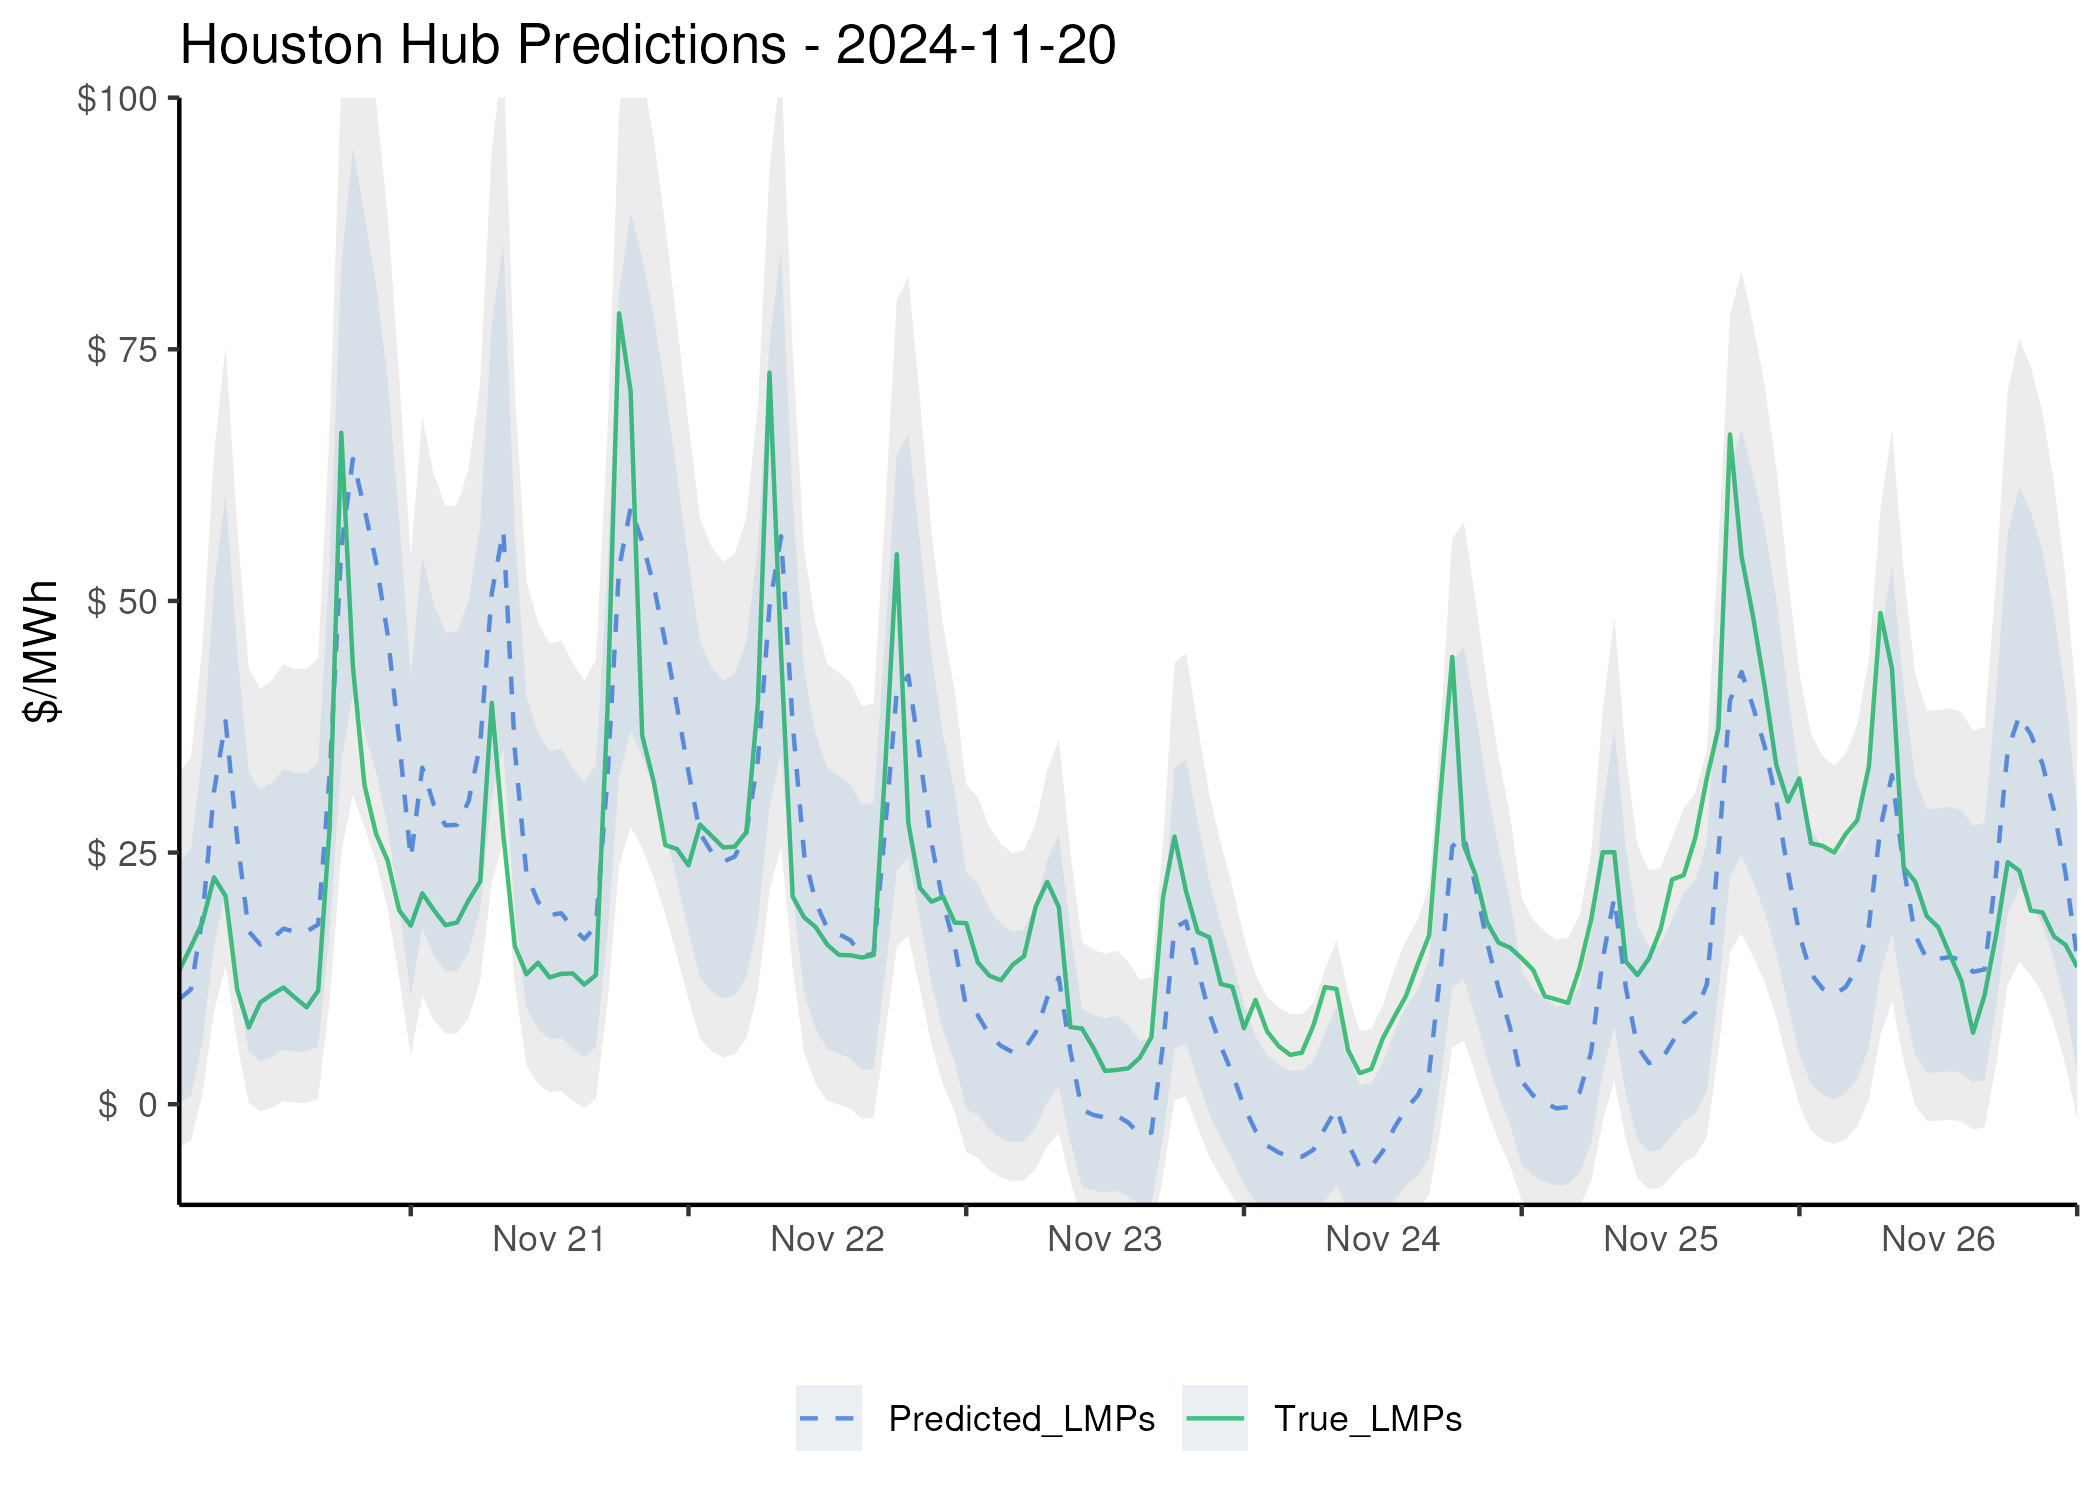 Houston Hub Predictions - 2024-11-20
$100
$ 75
$ 50
$ 25
$ 0
$/MWh
Nov 21 Nov 22 Nov 23 Nov 24 Nov 25 Nov 26
Predicted_LMPs True_LMPs